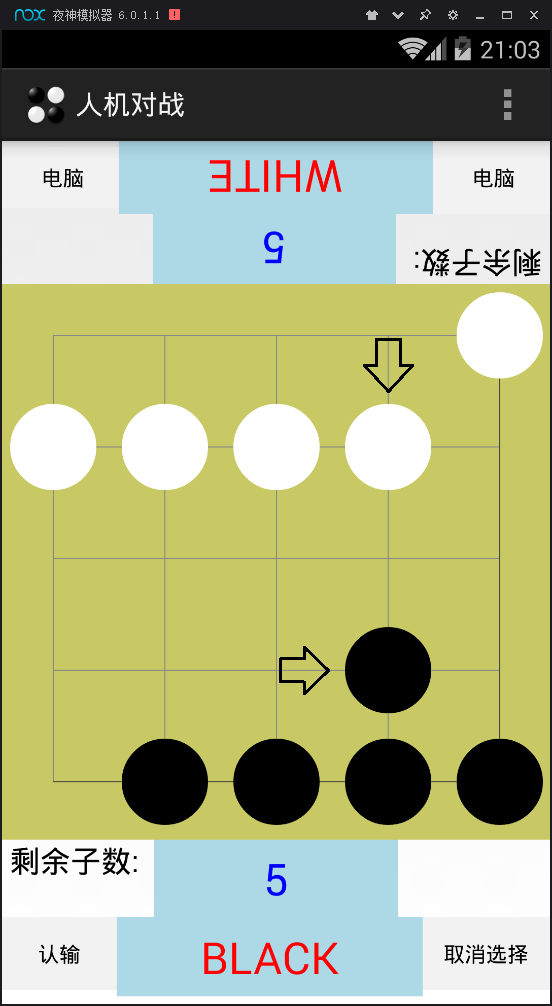 nox 夜神模拟器 6.0.1.1
21:03
人机对战
电脑 WHITE 电脑
5 剩余子数:
剩余子数: 5
认输 BLACK 取消选择